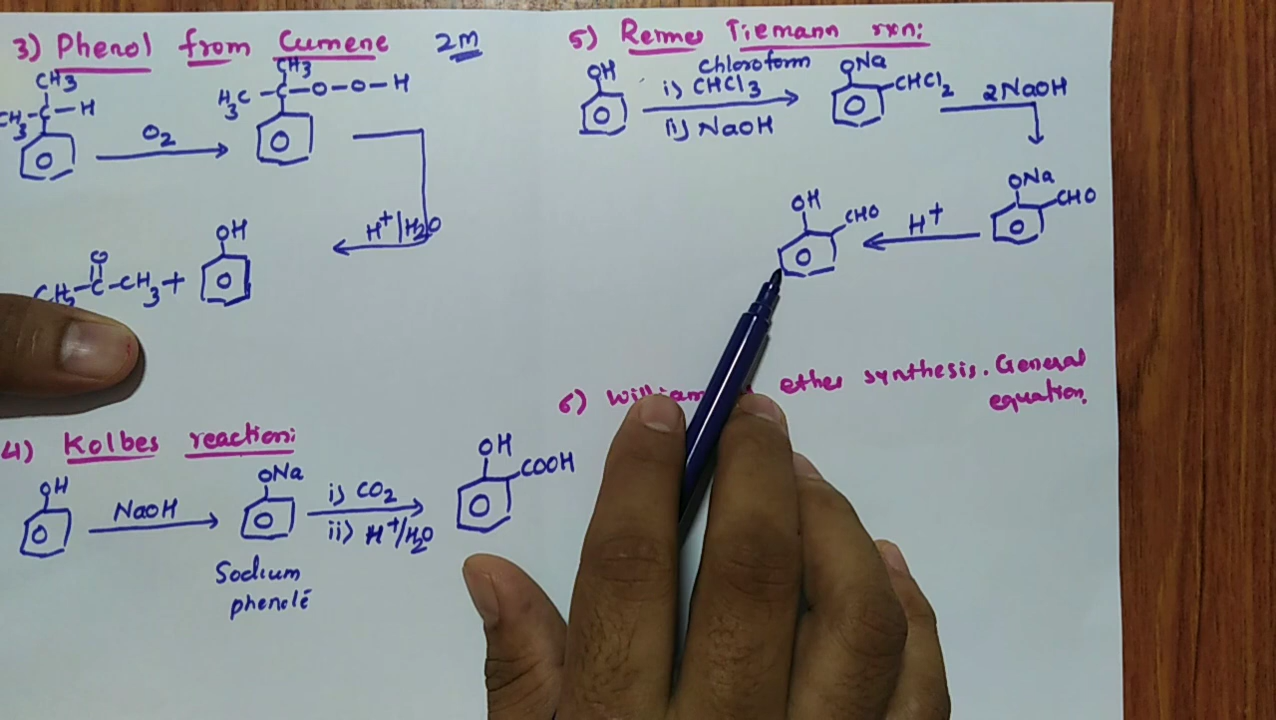 3) Phenol from Cumene 2m
CH3
CH3-C-H
O2
CH3
H3C-C-O-O-H
H+/H2O
O
CH3-C-CH3 +
OH
4) Kolbes reaction:
OH
NaOH
ONa
i) CO2
ii) H+/H2O
OH
COOH
Sodium
5) Reimer Tiemann rxn:
OH
Chloroform
i) CHCl3
ii) NaOH
ONa
CHCl2
2NaOH
ONa
CHO
H+
OH
CHO
6) ether synthesis. General
equation.